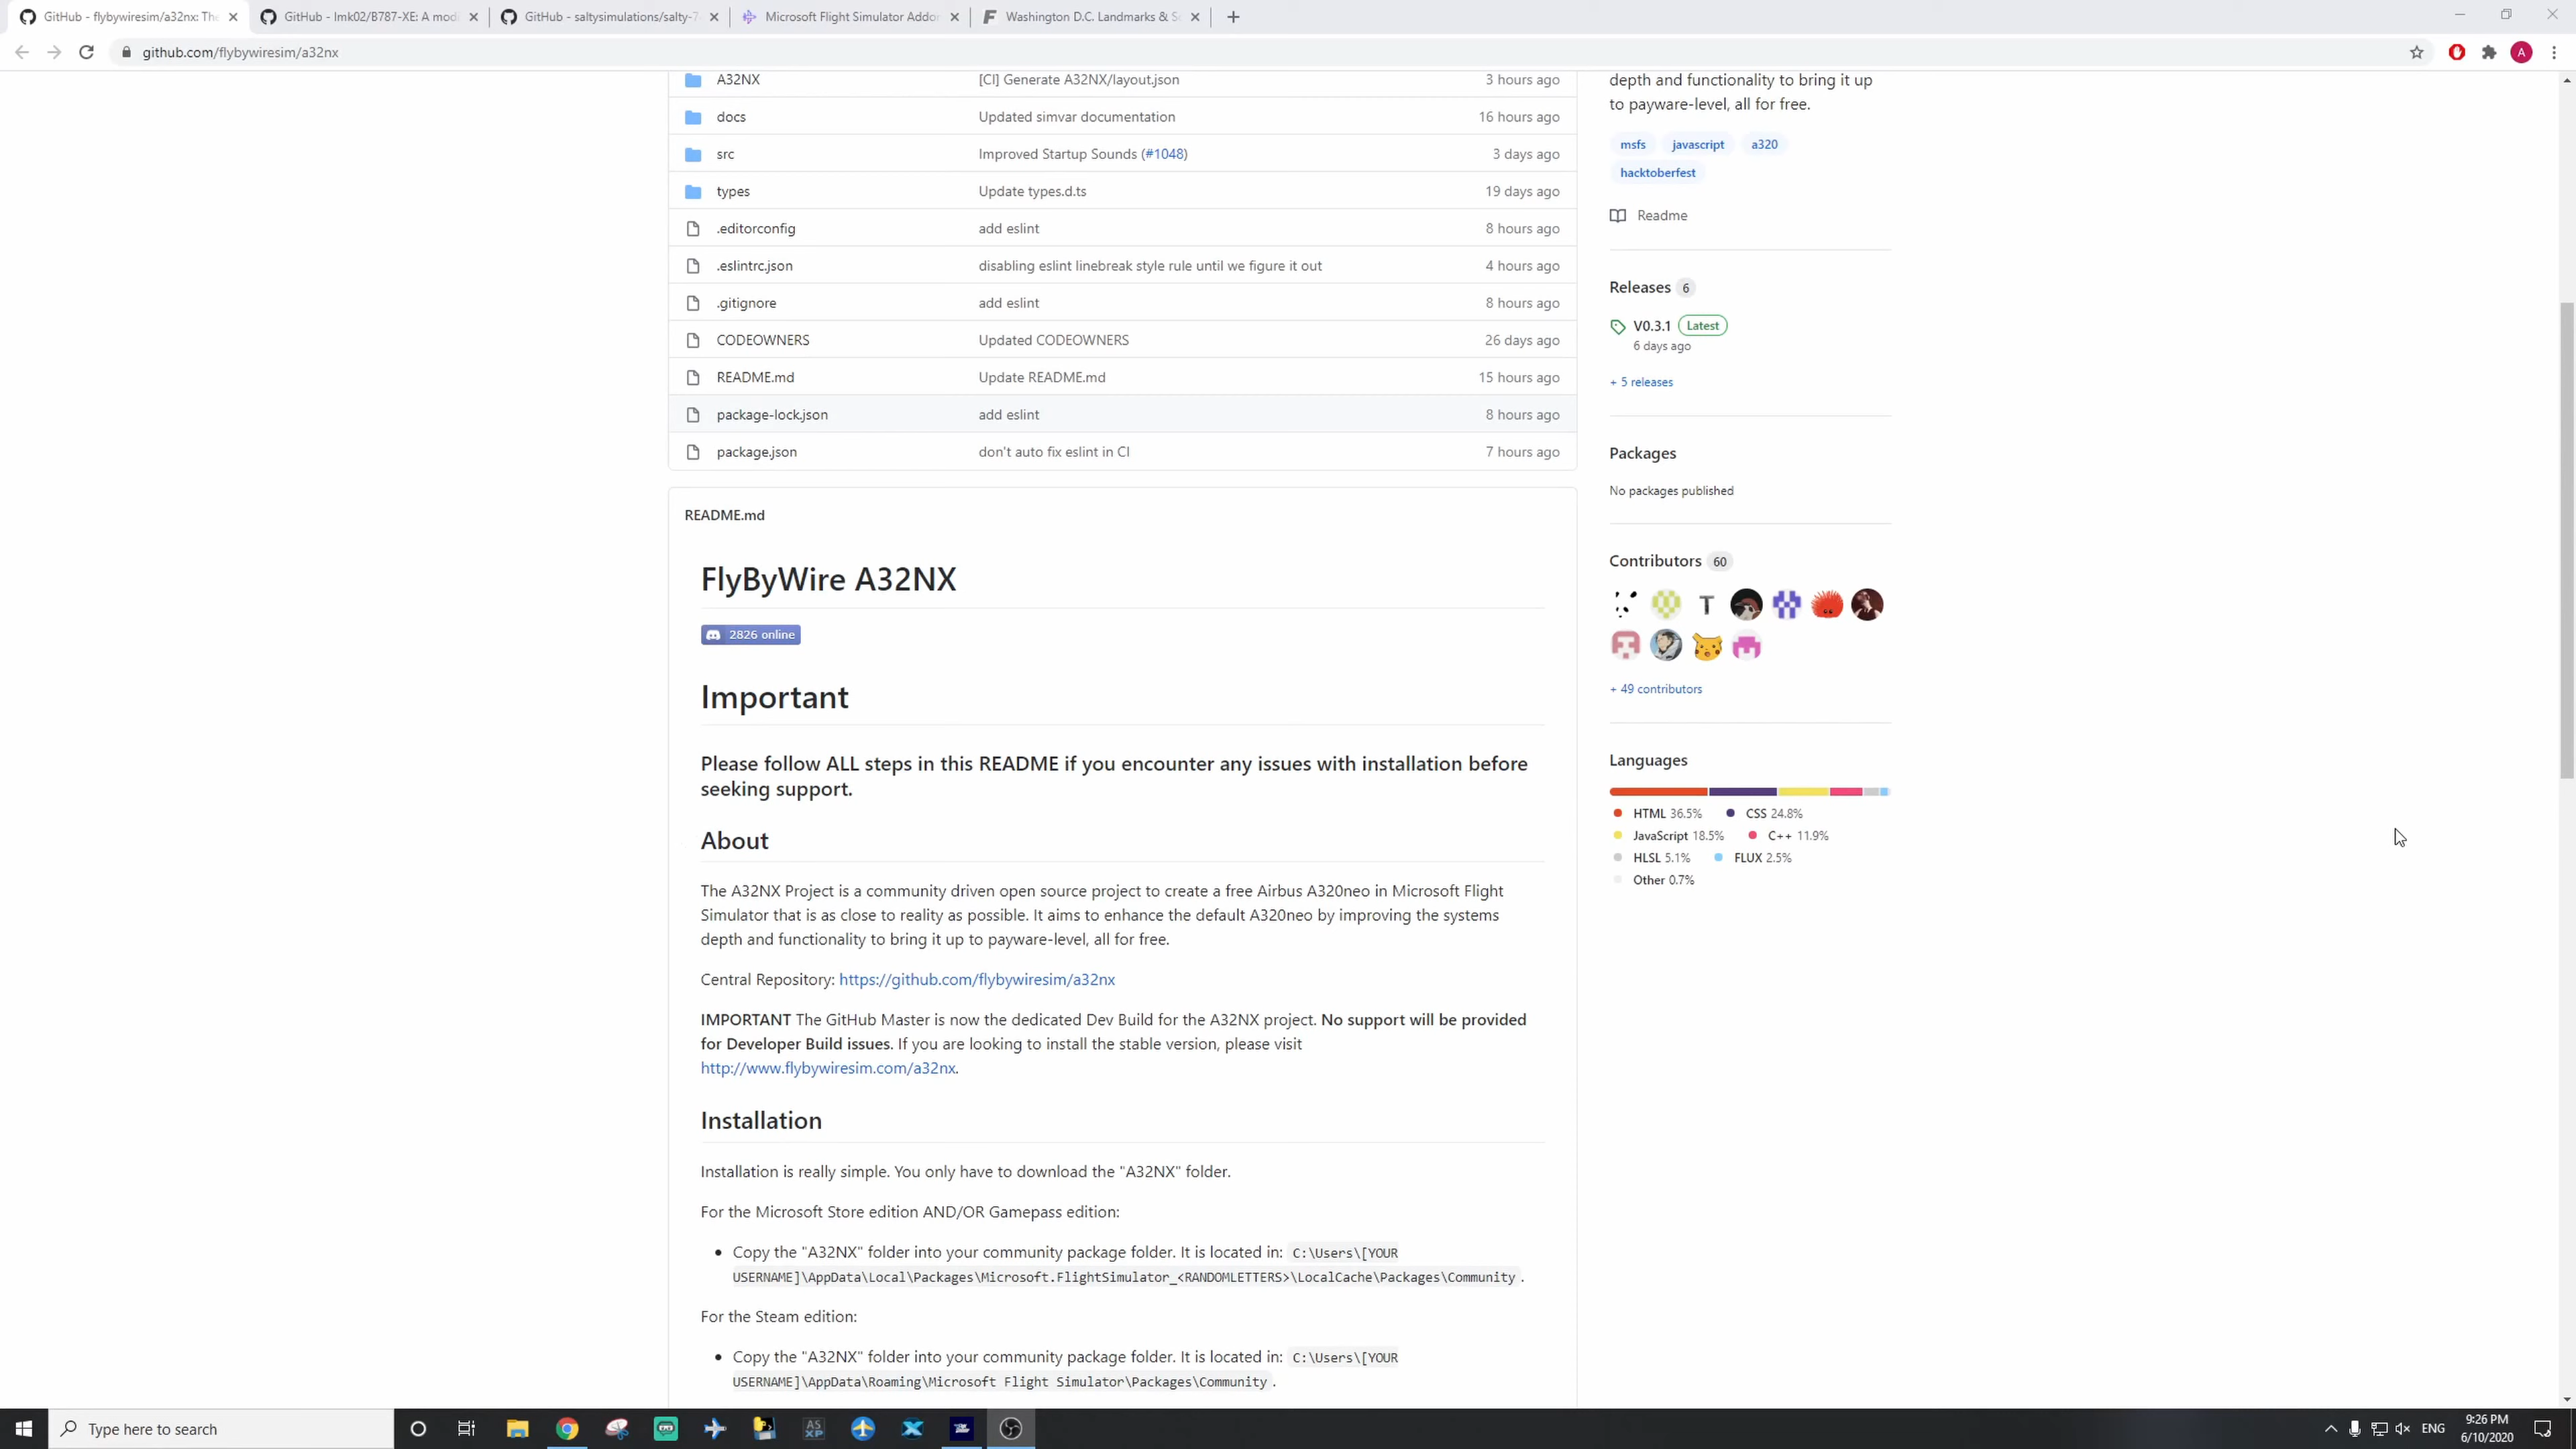 GitHub - flybywiresim/a32nx: The
GitHub - lmk02/B787-XE: A modi
GitHub - saltysimulations/salty-7
Microsoft Flight Simulator Addon
Washington D.C. Landmarks & S
github.com/flybywiresim/a32nx
A
A32NX [CI] Generate A32NX/layout.json 3 hours ago
docs Updated simvar documentation 16 hours ago
src Improved Startup Sounds (#1048) 3 days ago
types Update types.d.ts 19 days ago
.editorconfig add eslint 8 hours ago
.eslintrc.json disabling eslint linebreak style rule until we figure it out 4 hours ago
.gitignore add eslint 8 hours ago
CODEOWNERS Updated CODEOWNERS 26 days ago
README.md Update README.md 15 hours ago
package-lock.json add eslint 8 hours ago
package.json don't auto fix eslint in CI 7 hours ago
README.md
FlyByWire A32NX
2826 online
Important
Please follow ALL steps in this README if you encounter any issues with installation before
seeking support.
About
The A32NX Project is a community driven open source project to create a free Airbus A320neo in Microsoft Flight
Simulator that is as close to reality as possible. It aims to enhance the default A320neo by improving the systems
depth and functionality to bring it up to payware-level, all for free.
Central Repository: https://github.com/flybywiresim/a32nx
IMPORTANT The GitHub Master is now the dedicated Dev Build for the A32NX project. No support will be provided
for Developer Build issues. If you are looking to install the stable version, please visit
http://www.flybywiresim.com/a32nx.
Installation
Installation is really simple. You only have to download the "A32NX" folder.
For the Microsoft Store edition AND/OR Gamepass edition:
• Copy the "A32NX" folder into your community package folder. It is located in: C:\Users\[YOUR
USERNAME]\AppData\Local\Packages\Microsoft.FlightSimulator_<RANDOMLETTERS>\LocalCache\Packages\Community .
For the Steam edition:
• Copy the "A32NX" folder into your community package folder. It is located in: C:\Users\[YOUR
USERNAME]\AppData\Roaming\Microsoft Flight Simulator\Packages\Community .
depth and functionality to bring it up
to payware-level, all for free.
msfs javascript a320
hacktoberfest
Readme
Releases 6
V0.3.1 Latest
6 days ago
+ 5 releases
Packages
No packages published
Contributors 60
T
+ 49 contributors
Languages
HTML 36.5% CSS 24.8%
JavaScript 18.5% C++ 11.9%
HLSL 5.1% FLUX 2.5%
Other 0.7%
Type here to search
AS
XP
ENG
9:26 PM
6/10/2020